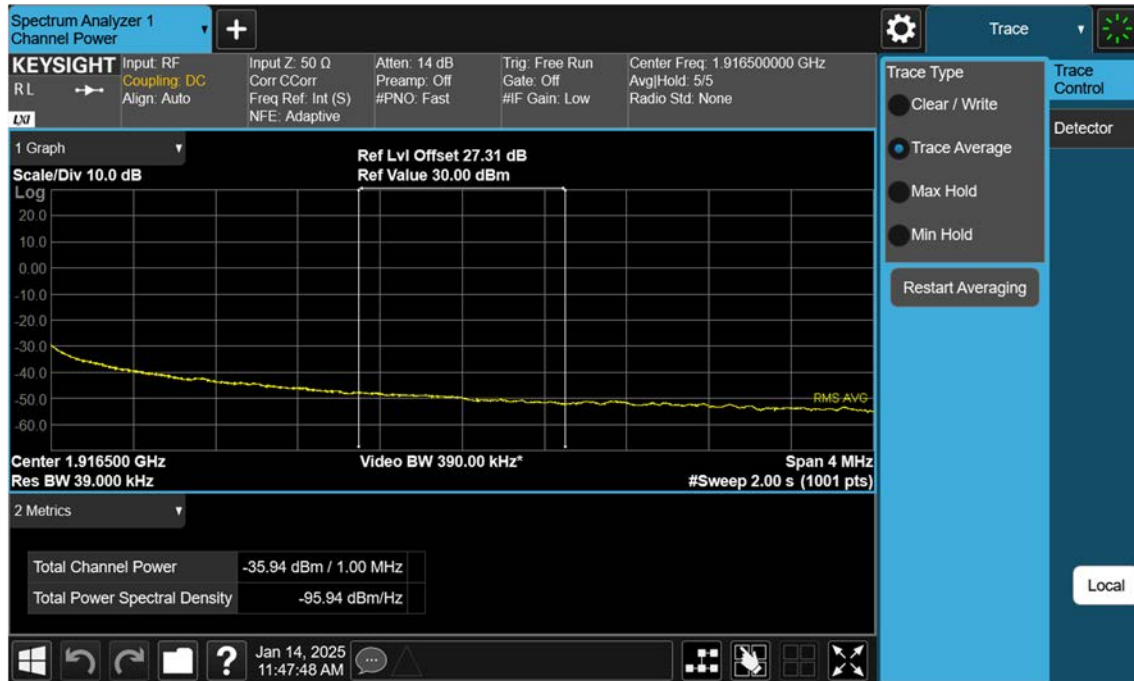 Spectrum Analyzer 1
Channel Power
+
Trace
KEYSIGHT
R L
LXI
Input: RF
Coupling: DC
Align: Auto
Input Z: 50 Ω
Corr CCorr
Freq Ref: Int (S)
NFE: Adaptive
Atten: 14 dB
Preamp: Off
#PNO: Fast
Trig: Free Run
Gate: Off
#IF Gain: Low
Center Freq: 1.916500000 GHz
Avg|Hold: 5/5
Radio Std: None
Trace Type
Clear / Write
Trace Average
Max Hold
Min Hold
Restart Averaging
Trace
Control
Detector
Local
1 Graph
Scale/Div 10.0 dB
Ref Lvl Offset 27.31 dB
Ref Value 30.00 dBm
Log
20.0
10.0
0.00
-10.0
-20.0
-30.0
-40.0
-50.0
-60.0
RMS AVG
Center 1.916500 GHz
Video BW 390.00 kHz*
Span 4 MHz
Res BW 39.000 kHz
#Sweep 2.00 s (1001 pts)
2 Metrics
Total Channel Power -35.94 dBm / 1.00 MHz
Total Power Spectral Density -95.94 dBm/Hz
?
Jan 14, 2025
11:47:48 AM